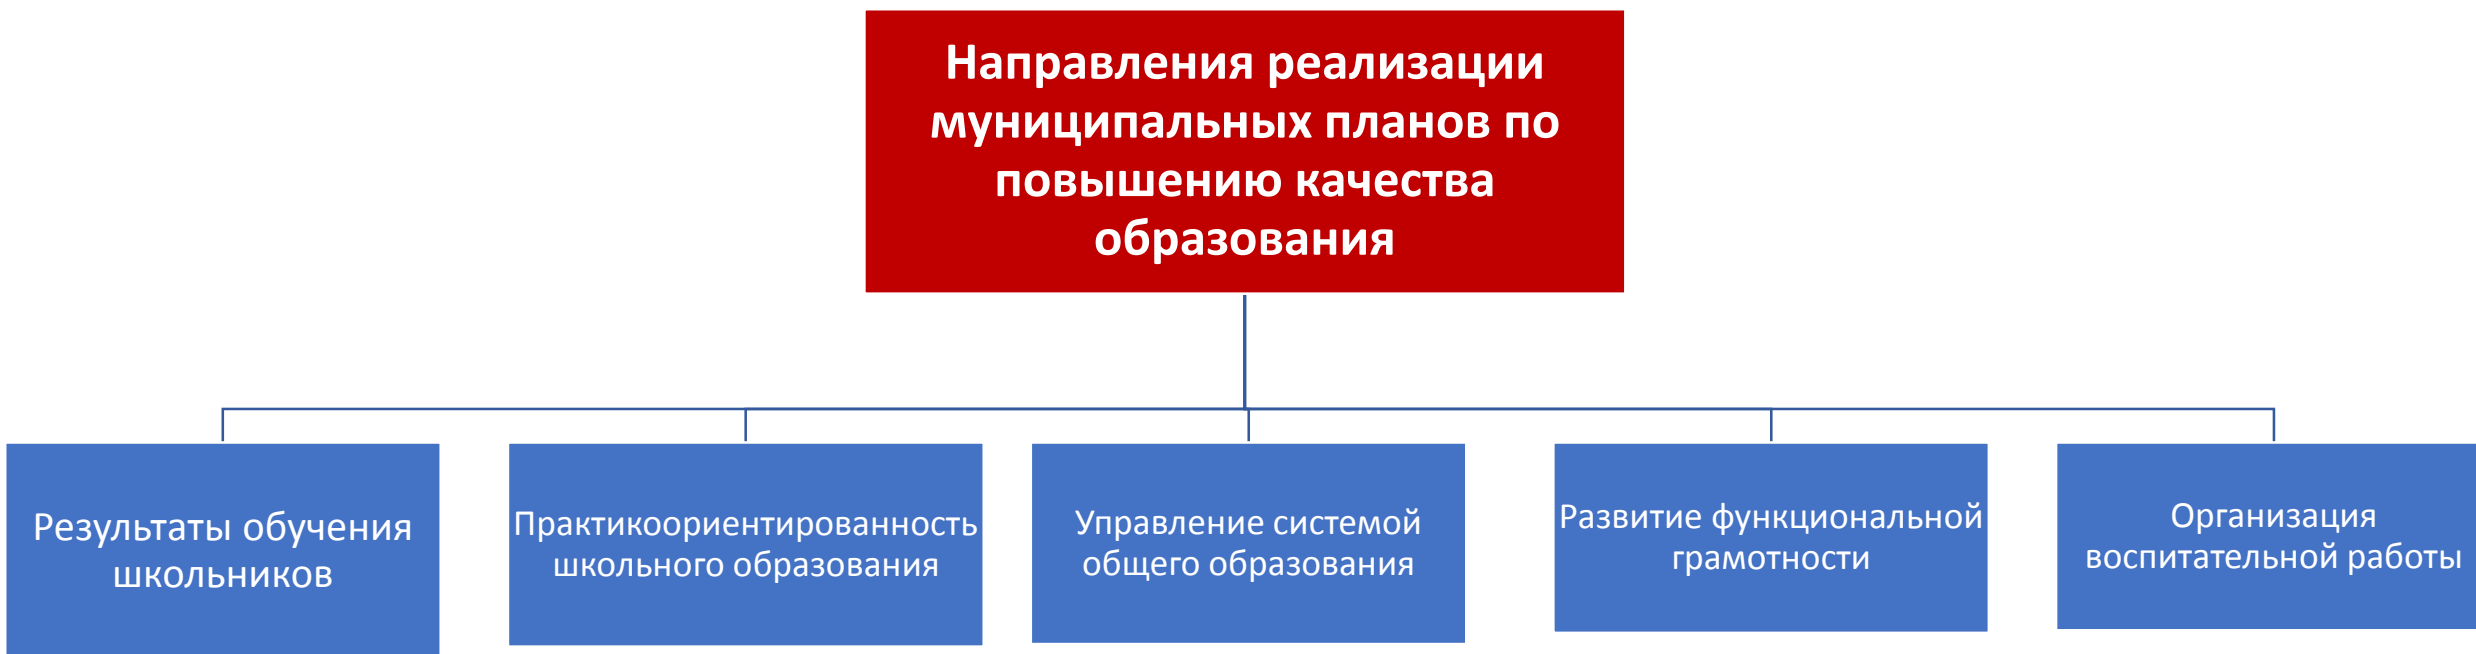 Направления реализации
муниципальных планов по
повышению качества
образования
Результаты обучения
школьников
Практикоориентированность
школьного образования
Управление системой
общего образования
Развитие функциональной
грамотности
Организация
воспитательной работы